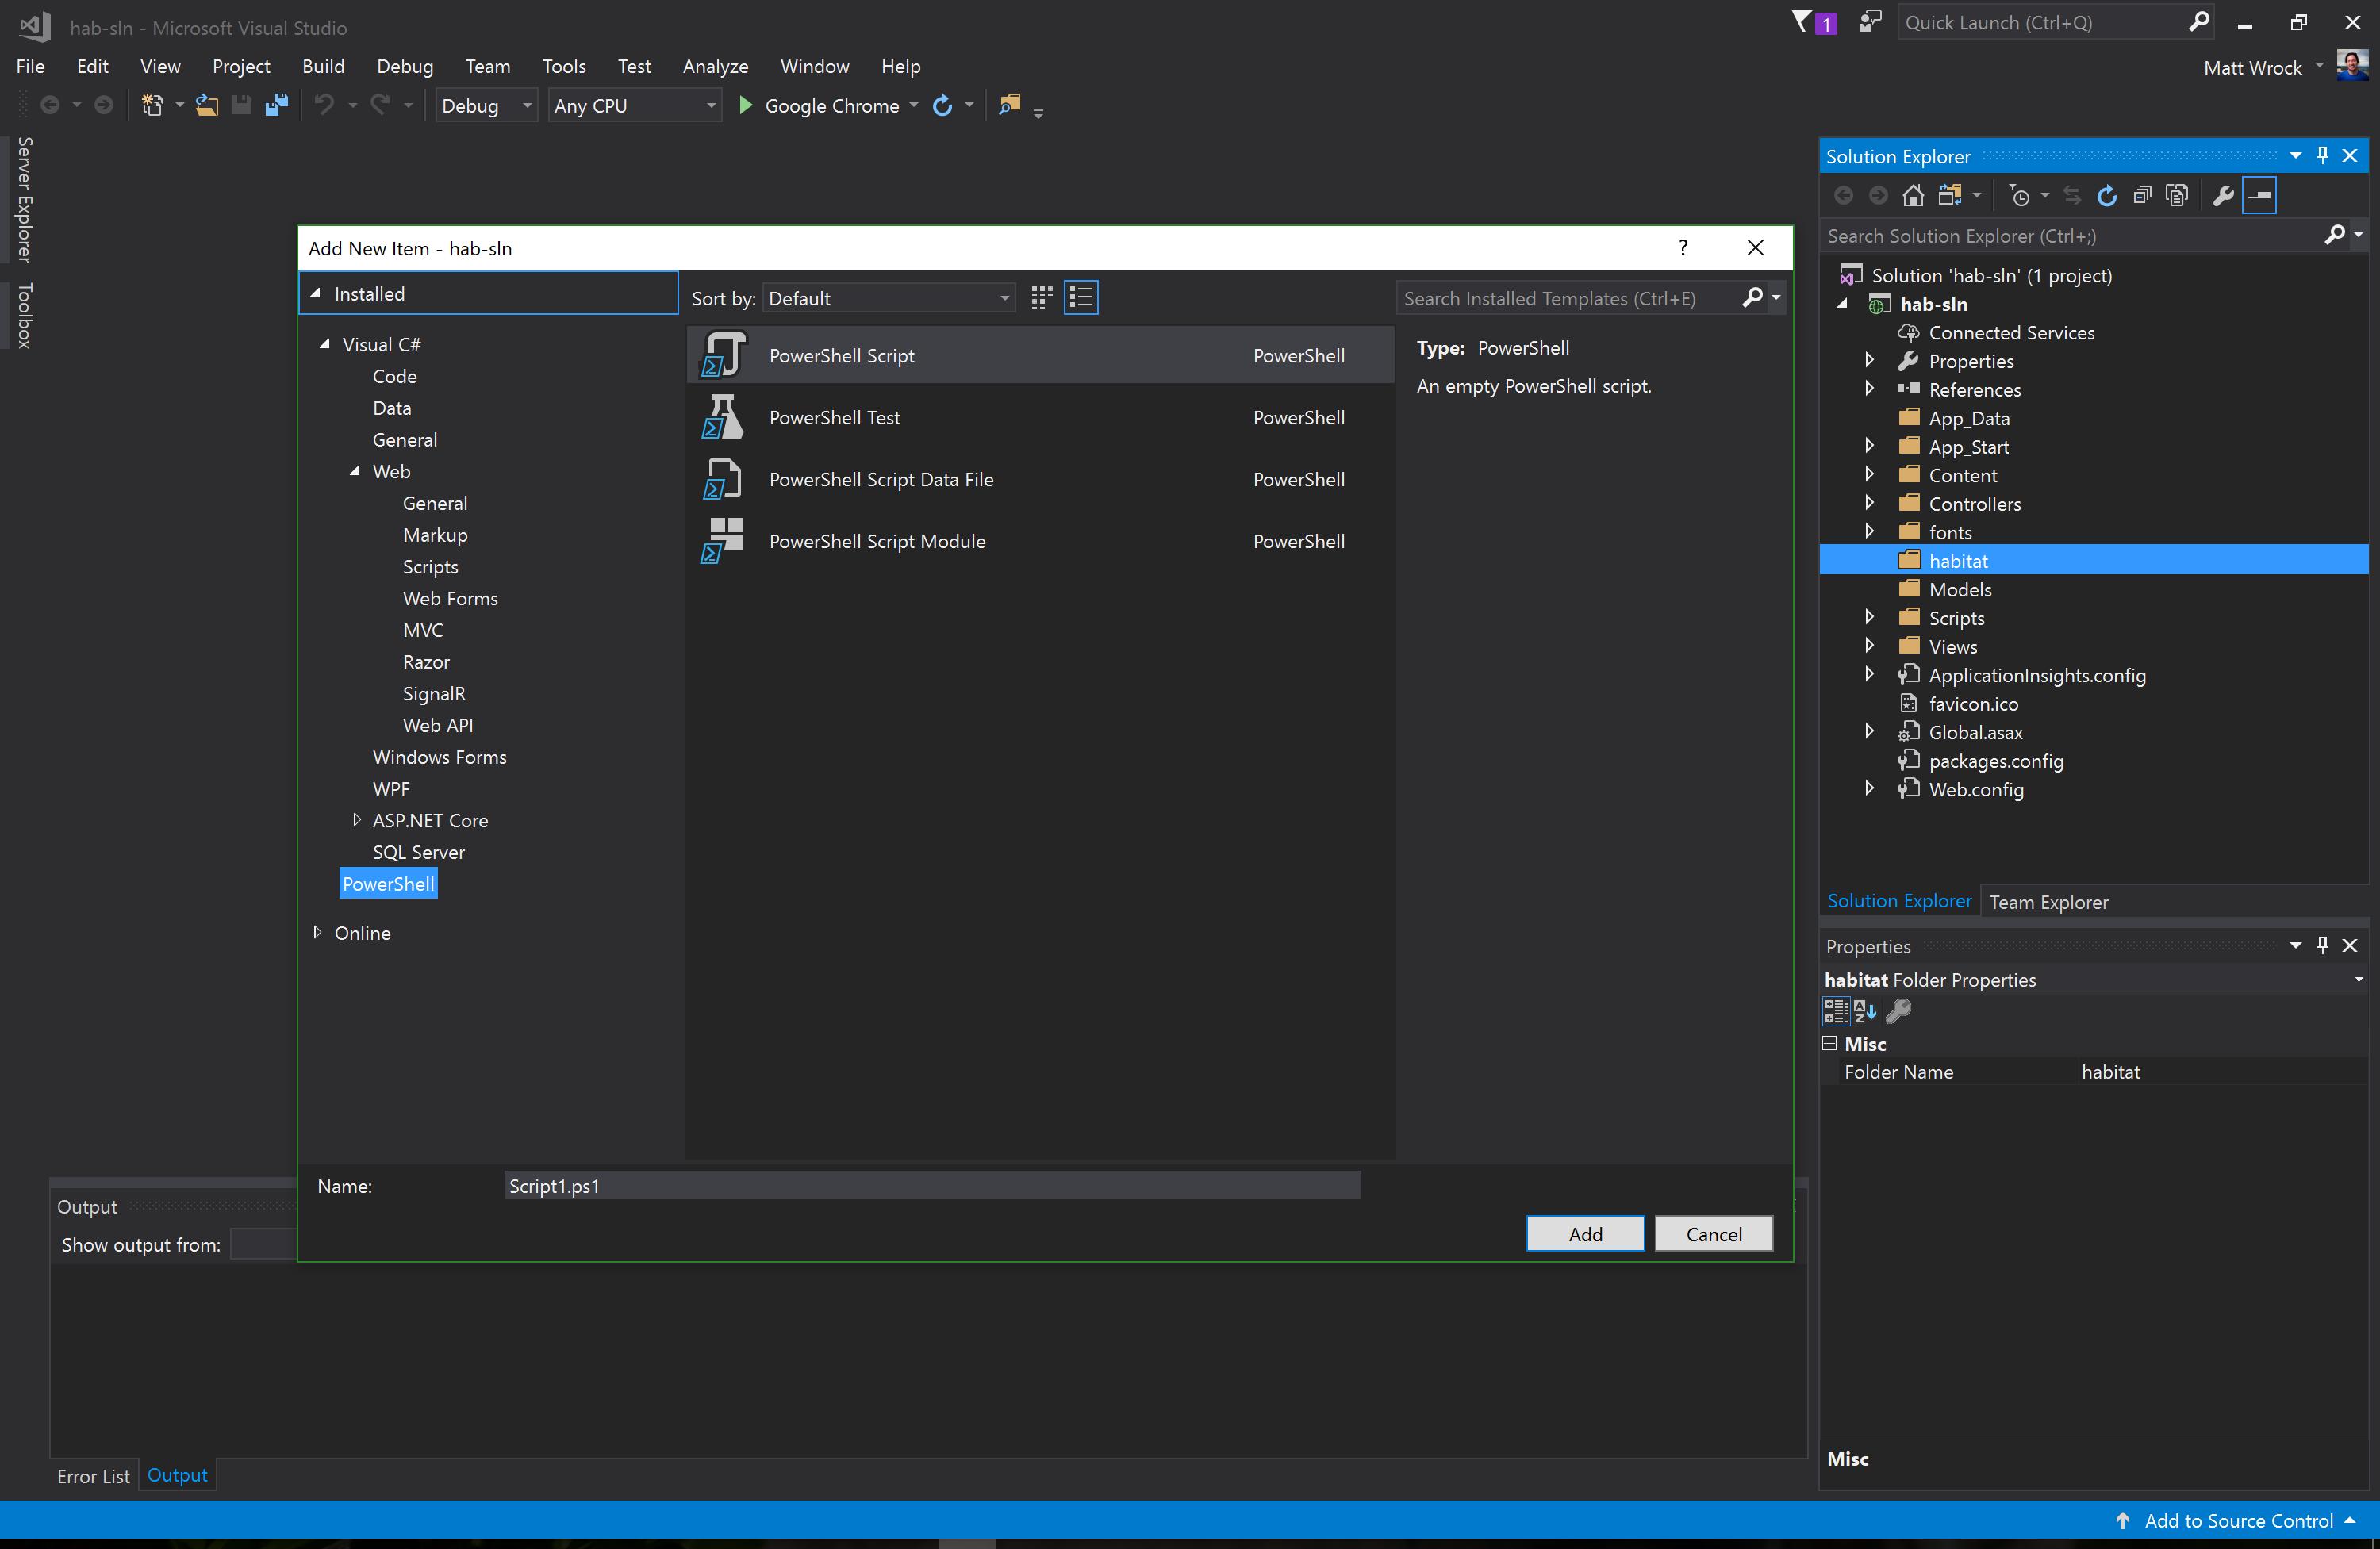 hab-sln - Microsoft Visual Studio
1
Quick Launch (Ctrl+Q)
File Edit View Project Build Debug Team Tools Test Analyze Window Help
Matt Wrock
Debug Any CPU Google Chrome
Server Explorer
Toolbox
Add New Item - hab-sln
?
Installed
Sort by: Default
Search Installed Templates (Ctrl+E)
Visual C#
Code
Data
General
Web
General
Markup
Scripts
Web Forms
MVC
Razor
SignalR
Web API
Windows Forms
WPF
ASP.NET Core
SQL Server
PowerShell
Online
PowerShell Script PowerShell
PowerShell Test PowerShell
PowerShell Script Data File PowerShell
PowerShell Script Module PowerShell
Type: PowerShell
An empty PowerShell script.
Name: Script1.ps1
Add Cancel
Solution Explorer
Search Solution Explorer (Ctrl+;)
Solution 'hab-sln' (1 project)
hab-sln
Connected Services
Properties
References
App_Data
App_Start
Content
Controllers
fonts
habitat
Models
Scripts
Views
ApplicationInsights.config
favicon.ico
Global.asax
packages.config
Web.config
Solution Explorer Team Explorer
Properties
habitat Folder Properties
Misc
Folder Name habitat
Misc
Output
Show output from:
Error List Output
Add to Source Control